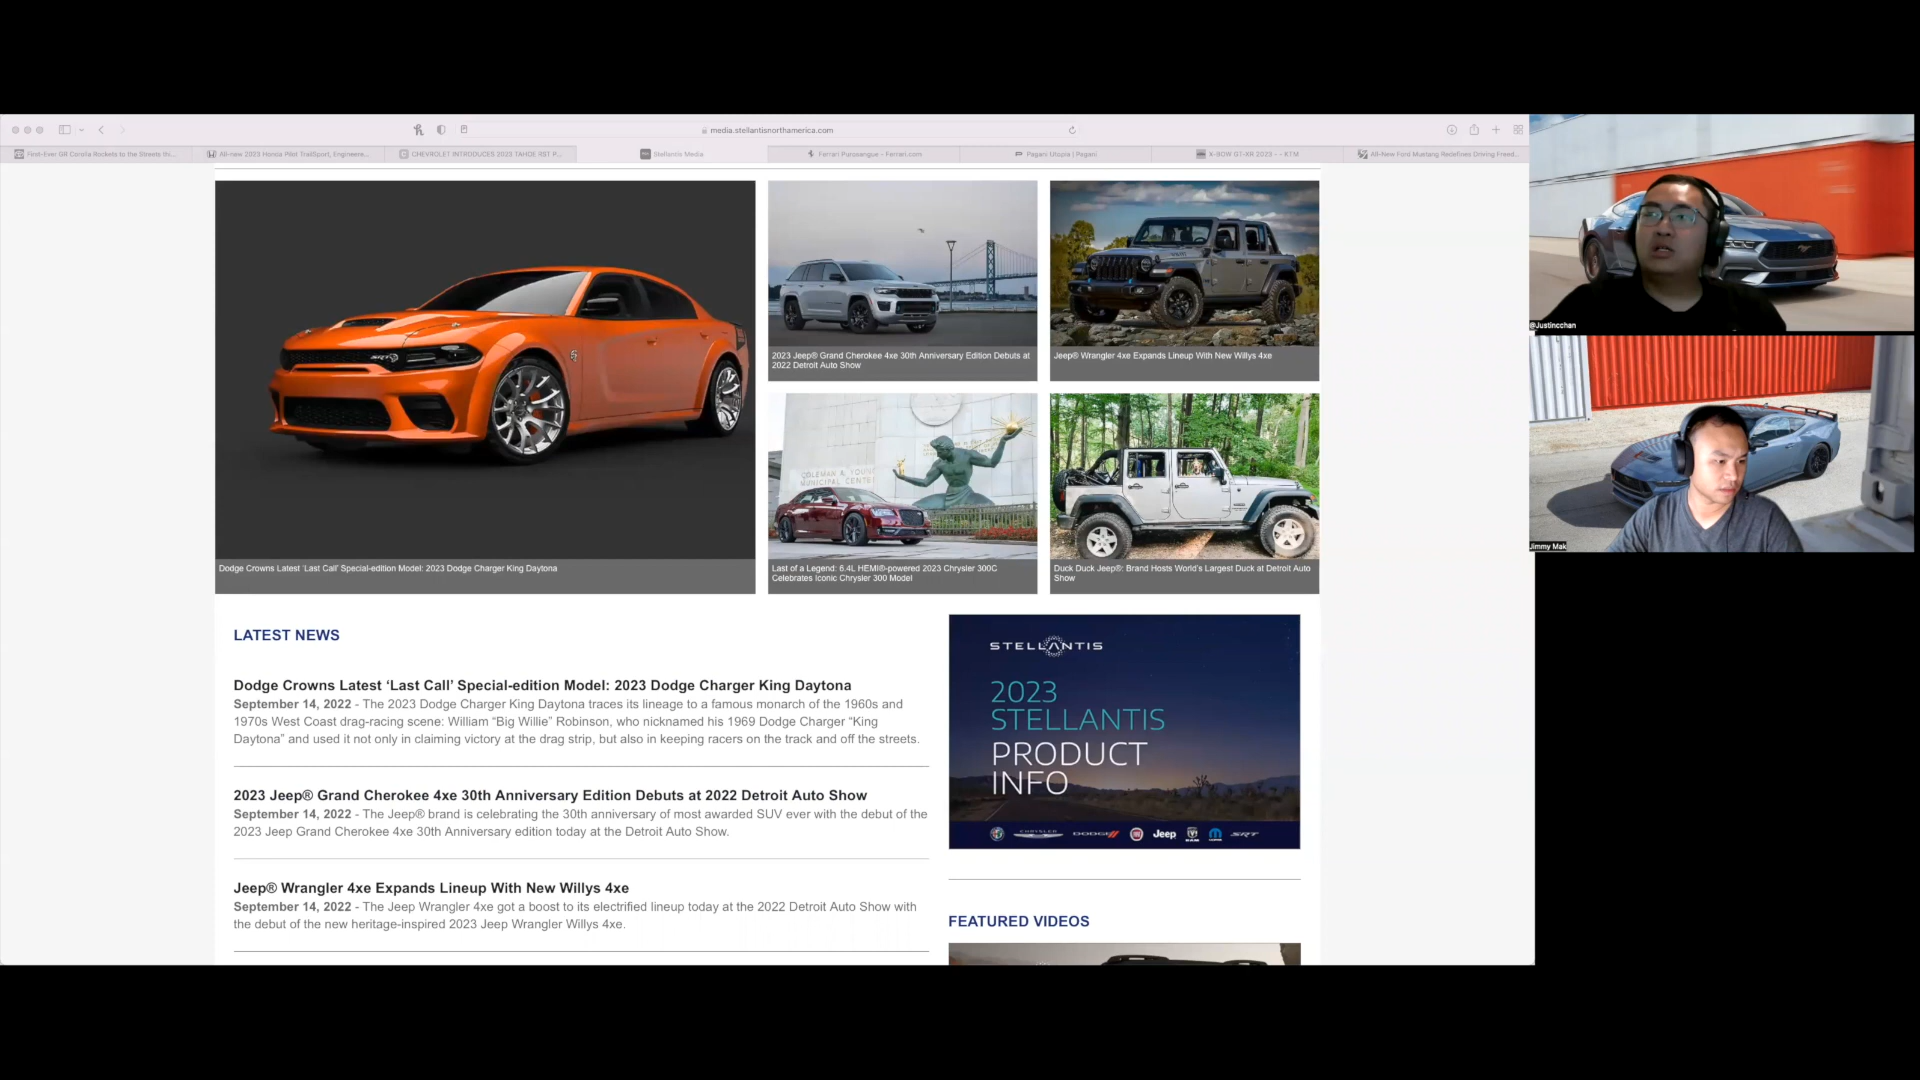 media.stellantisnorthamerica.com
First-Ever GR Corolla Rockets to the Streets thi...
All-new 2023 Honda Pilot TrailSport, Engineere...
CHEVROLET INTRODUCES 2023 TAHOE RST P...
Stellantis Media
Ferrari Purosangue - Ferrari.com
Pagani Utopia | Pagani
X-BOW GT-XR 2023 - - KTM
All-New Ford Mustang Redefines Driving Freed...
2023 Jeep® Grand Cherokee 4xe 30th Anniversary Edition Debuts at
2022 Detroit Auto Show
Jeep® Wrangler 4xe Expands Lineup With New Willys 4xe
@Justincchan
COLEMAN A. YOUNG
MUNICIPAL CENTER
Jimmy Mak
Dodge Crowns Latest ‘Last Call’ Special-edition Model: 2023 Dodge Charger King Daytona
Last of a Legend: 6.4L HEMI®-powered 2023 Chrysler 300C
Celebrates Iconic Chrysler 300 Model
Duck Duck Jeep®: Brand Hosts World's Largest Duck at Detroit Auto
Show
LATEST NEWS
Dodge Crowns Latest ‘Last Call’ Special-edition Model: 2023 Dodge Charger King Daytona
September 14, 2022 - The 2023 Dodge Charger King Daytona traces its lineage to a famous monarch of the 1960s and
1970s West Coast drag-racing scene: William “Big Willie” Robinson, who nicknamed his 1969 Dodge Charger “King
Daytona” and used it not only in claiming victory at the drag strip, but also in keeping racers on the track and off the streets.
2023 Jeep® Grand Cherokee 4xe 30th Anniversary Edition Debuts at 2022 Detroit Auto Show
September 14, 2022 - The Jeep® brand is celebrating the 30th anniversary of most awarded SUV ever with the debut of the
2023 Jeep Grand Cherokee 4xe 30th Anniversary edition today at the Detroit Auto Show.
Jeep® Wrangler 4xe Expands Lineup With New Willys 4xe
September 14, 2022 - The Jeep Wrangler 4xe got a boost to its electrified lineup today at the 2022 Detroit Auto Show with
the debut of the new heritage-inspired 2023 Jeep Wrangler Willys 4xe.
STELLANTIS
2023
STELLANTIS
PRODUCT
INFO
CHRYSLER DODGE FIAT Jeep RAM SRT
FEATURED VIDEOS